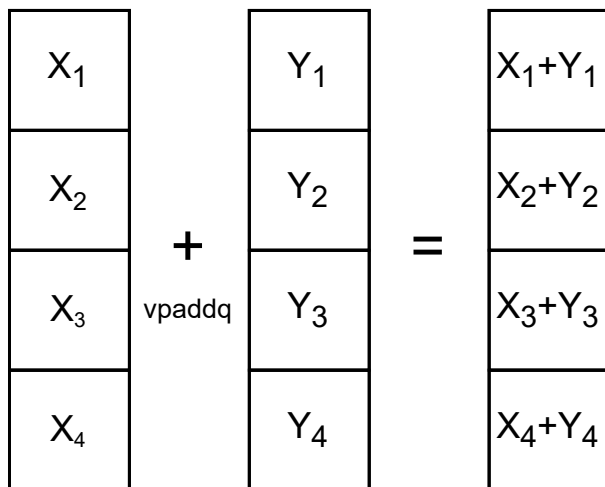 X₁ Y₁ X₁+Y₁
X₂ Y₂ X₂+Y₂
+ =
X₃ vpaddq Y₃ X₃+Y₃
X₄ Y₄ X₄+Y₄